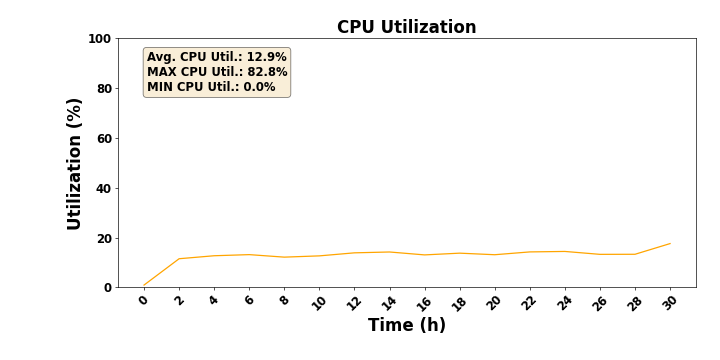 CPU Utilization
Avg. CPU Util.: 12.9%
MAX CPU Util.: 82.8%
MIN CPU Util.: 0.0%
Utilization (%)
100
80
60
40
20
0
0 2 4 6 8 10 12 14 16 18 20 22 24 26 28 30
Time (h)